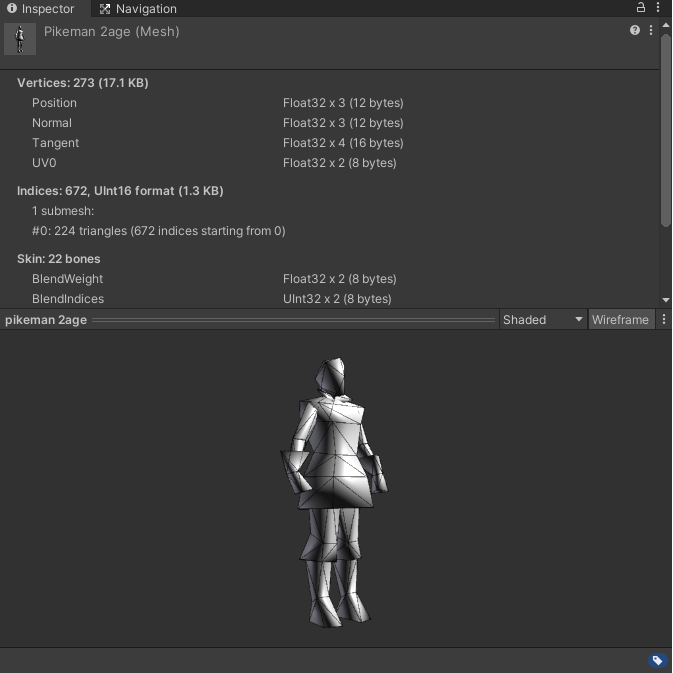 Inspector Navigation
Pikeman 2age (Mesh)
Vertices: 273 (17.1 KB)
Position Float32 x 3 (12 bytes)
Normal Float32 x 3 (12 bytes)
Tangent Float32 x 4 (16 bytes)
UV0 Float32 x 2 (8 bytes)
Indices: 672, UInt16 format (1.3 KB)
1 submesh:
#0: 224 triangles (672 indices starting from 0)
Skin: 22 bones
BlendWeight Float32 x 2 (8 bytes)
BlendIndices UInt32 x 2 (8 bytes)
pikeman 2age Shaded Wireframe